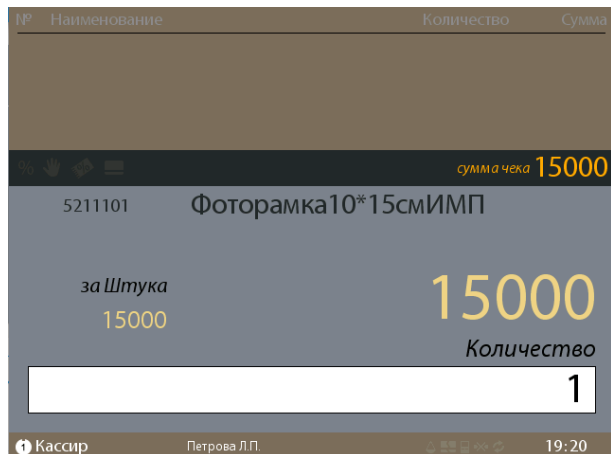 № Наименование Количество Сумма
% сумма чека 15000
5211101 Фоторамка10*15смИМП
за Штука 15000
15000
Количество
1
1 Кассир Петрова Л.П. 19:20